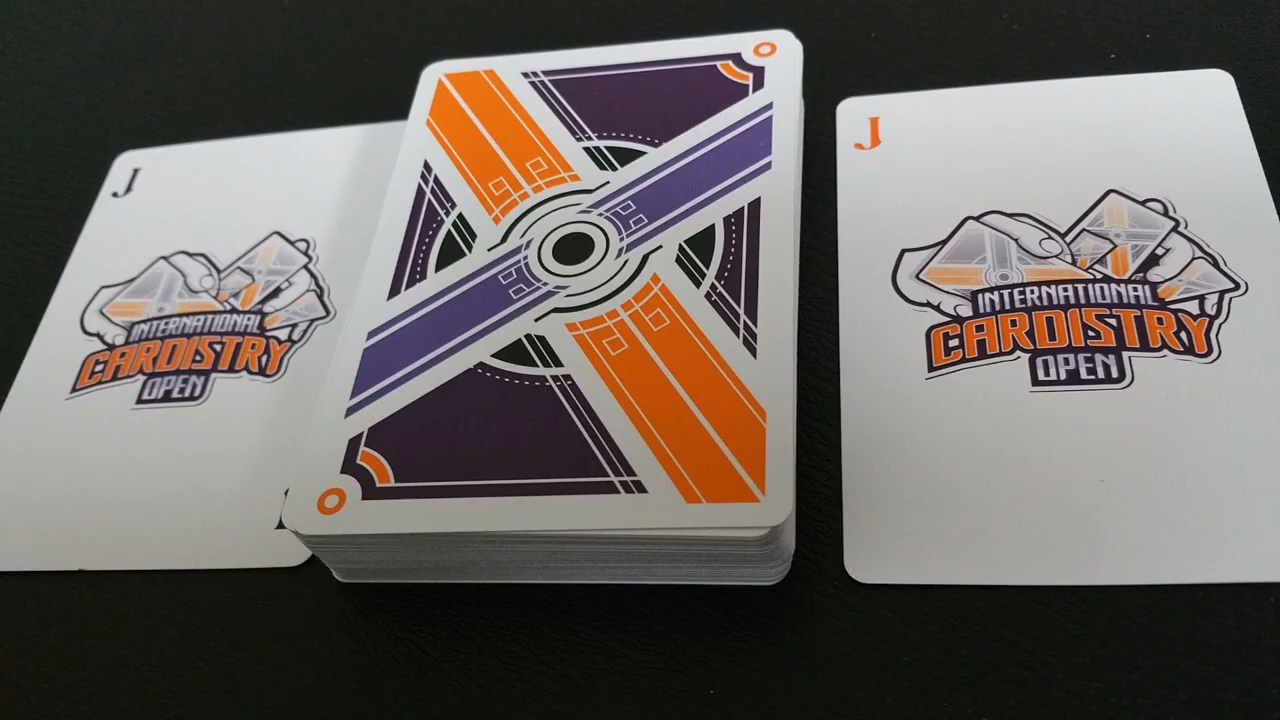 J
INTERNATIONAL
CARDISTRY
OPEN
J
INTERNATIONAL
CARDISTRY
OPEN